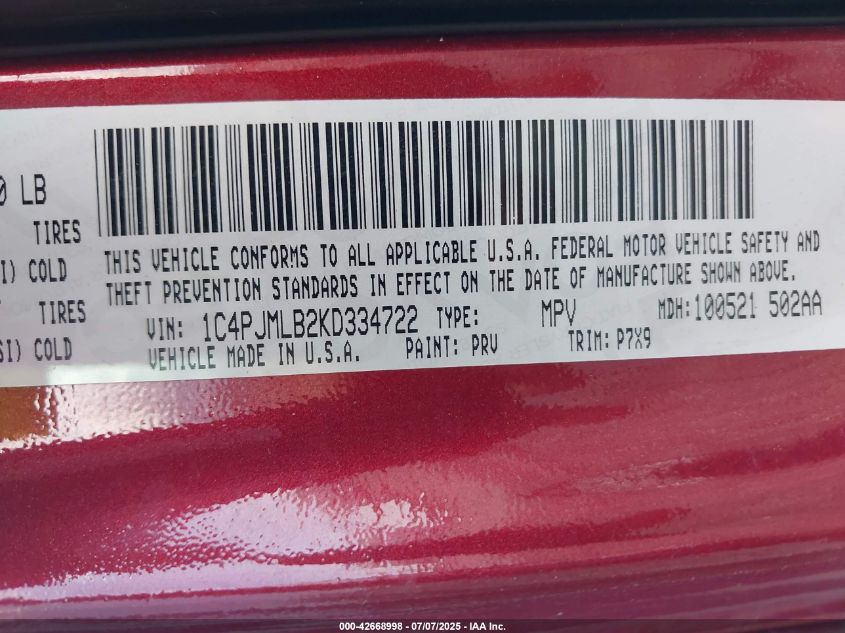 0 LB
TIRES
I) COLD
TIRES
SI) COLD
THIS VEHICLE CONFORMS TO ALL APPLICABLE U.S.A. FEDERAL MOTOR VEHICLE SAFETY AND
THEFT PREVENTION STANDARDS IN EFFECT ON THE DATE OF MANUFACTURE SHOWN ABOVE.
VIN: 1C4PJMLB2KD334722 TYPE: MPV MDH:100521 502AA
VEHICLE MADE IN U.S.A. PAINT: PRV TRIM: P7X9
000-42668998 - 07/07/2025 - IAA Inc.